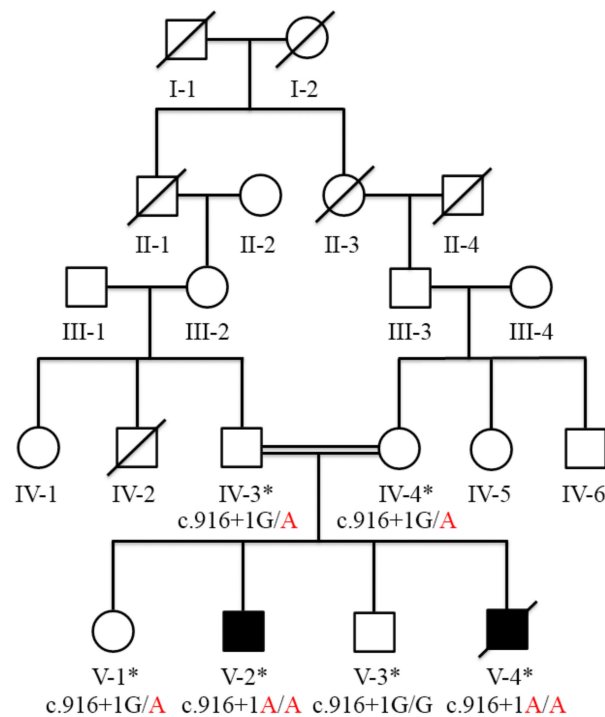 I-1 I-2
II-1 II-2 II-3 II-4
III-1 III-2 III-3 III-4
IV-1 IV-2 IV-3* IV-4* IV-5 IV-6
c.916+1G/A c.916+1G/A
V-1* V-2* V-3* V-4*
c.916+1G/A c.916+1A/A c.916+1G/G c.916+1A/A